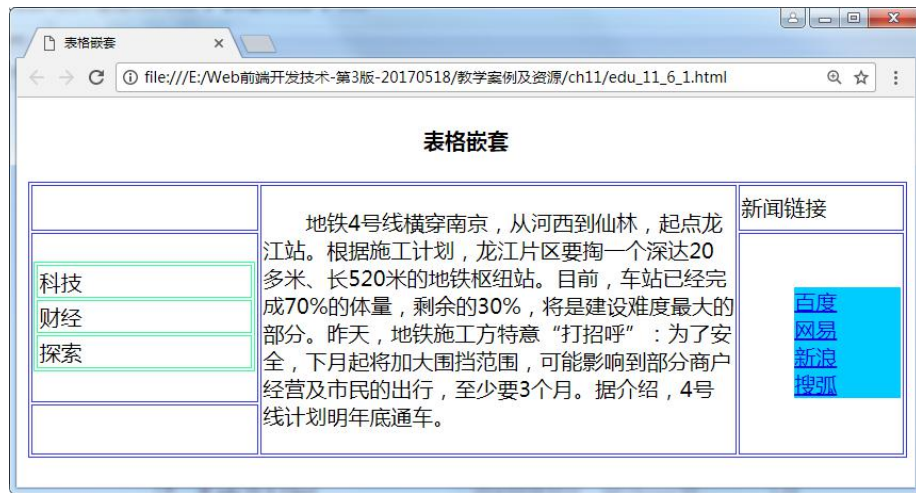 表格嵌套
file:///E:/Web前端开发技术-第3版-20170518/教学案例及资源/ch11/edu_11_6_1.html
表格嵌套
科技
财经
探索
地铁4号线横穿南京，从河西到仙林，起点龙
江站。根据施工计划，龙江片区要掏一个深达20
多米、长520米的地铁枢纽站。目前，车站已经完
成70%的体量，剩余的30%，将是建设难度最大的
部分。昨天，地铁施工方特意“打招呼”：为了安
全，下月起将加大围挡范围，可能影响到部分商户
经营及市民的出行，至少要3个月。据介绍，4号
线计划明年底通车。
新闻链接
百度
网易
新浪
搜狐